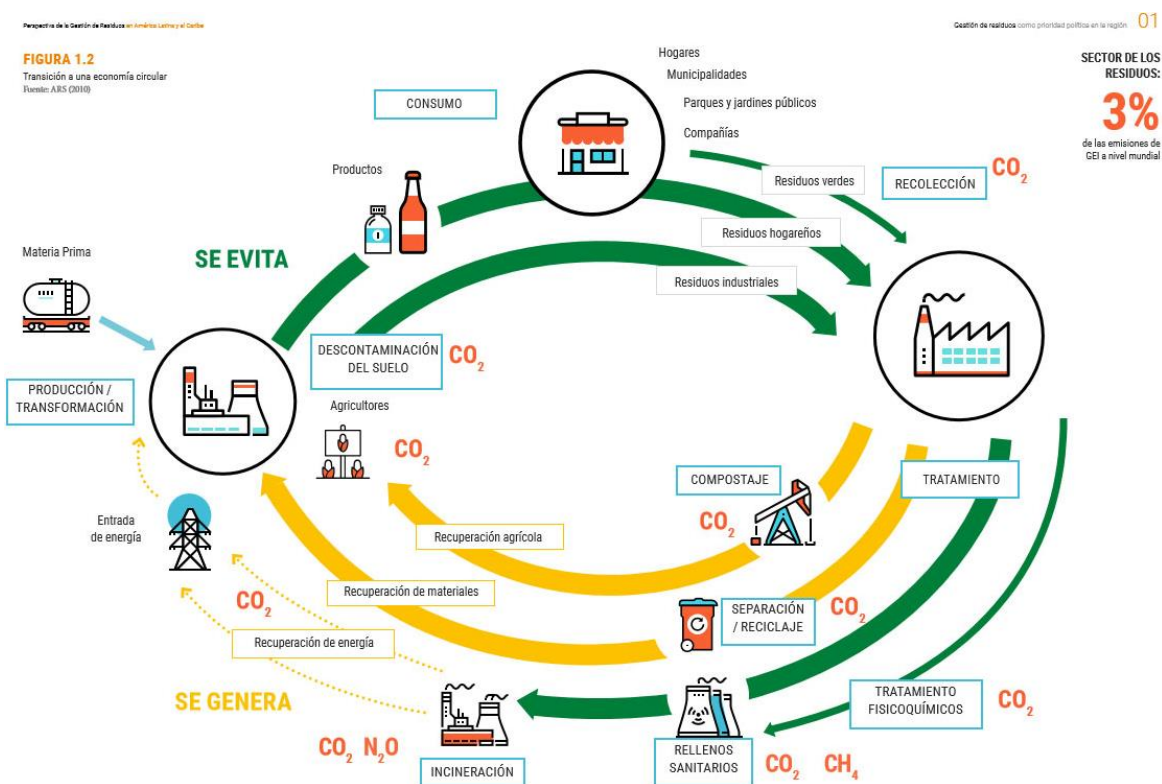 Perspectiva de la Gestión de Residuos en América Latina y el Caribe
Gestión de residuos como prioridad política en la región 01
FIGURA 1.2
Transición a una economía circular
Fuente: ARS (2010)
SECTOR DE LOS
RESIDUOS:
3%
de las emisiones de
GEI a nivel mundial
Hogares
Municipalidades
Parques y jardines públicos
Compañías
CONSUMO
Productos
Residuos verdes
RECOLECCIÓN
CO₂
Residuos hogareños
Residuos industriales
SE EVITA
Materia Prima
DESCONTAMINACIÓN
DEL SUELO
CO₂
PRODUCCIÓN /
TRANSFORMACIÓN
Agricultores
CO₂
COMPOSTAJE
CO₂
TRATAMIENTO
Entrada
de energía
Recuperación agrícola
Recuperación de materiales
CO₂
SEPARACIÓN
/ RECICLAJE
CO₂
Recuperación de energía
SE GENERA
TRATAMIENTO
FISICOQUÍMICOS
CO₂
CO₂ N₂O
INCINERACIÓN
RELLENOS
SANITARIOS
CO₂ CH₄